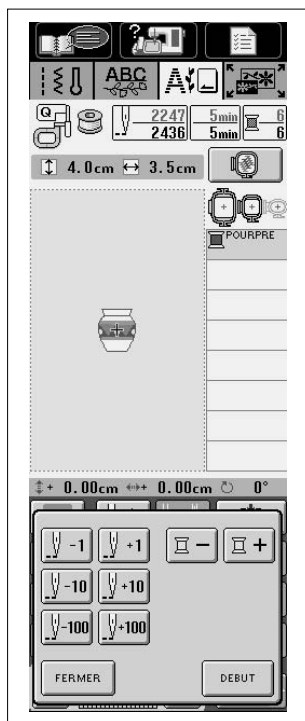 ?
ABC
A
Q
2247 5min 6
2436 5min 6
4.0cm 3.5cm
POURPRE
+ 0.00cm + 0.00cm 0°
-1 +1 - +
-10 +10
-100 +100
FERMER DEBUT